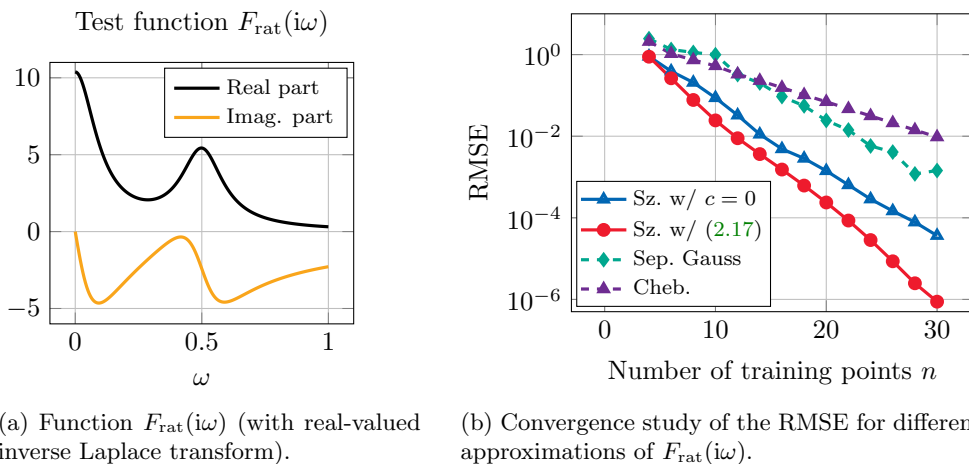 Test function F_rat(iω)
10
5
0
−5
Real part
Imag. part
0
0.5
1
ω
10^0
10^−2
10^−4
10^−6
RMSE
Sz. w/ c = 0
Sz. w/ (2.17)
Sep. Gauss
Cheb.
0
10
20
30
Number of training points n
(a) Function F_rat(iω) (with real-valued
inverse Laplace transform).
(b) Convergence study of the RMSE for differen
approximations of F_rat(iω).